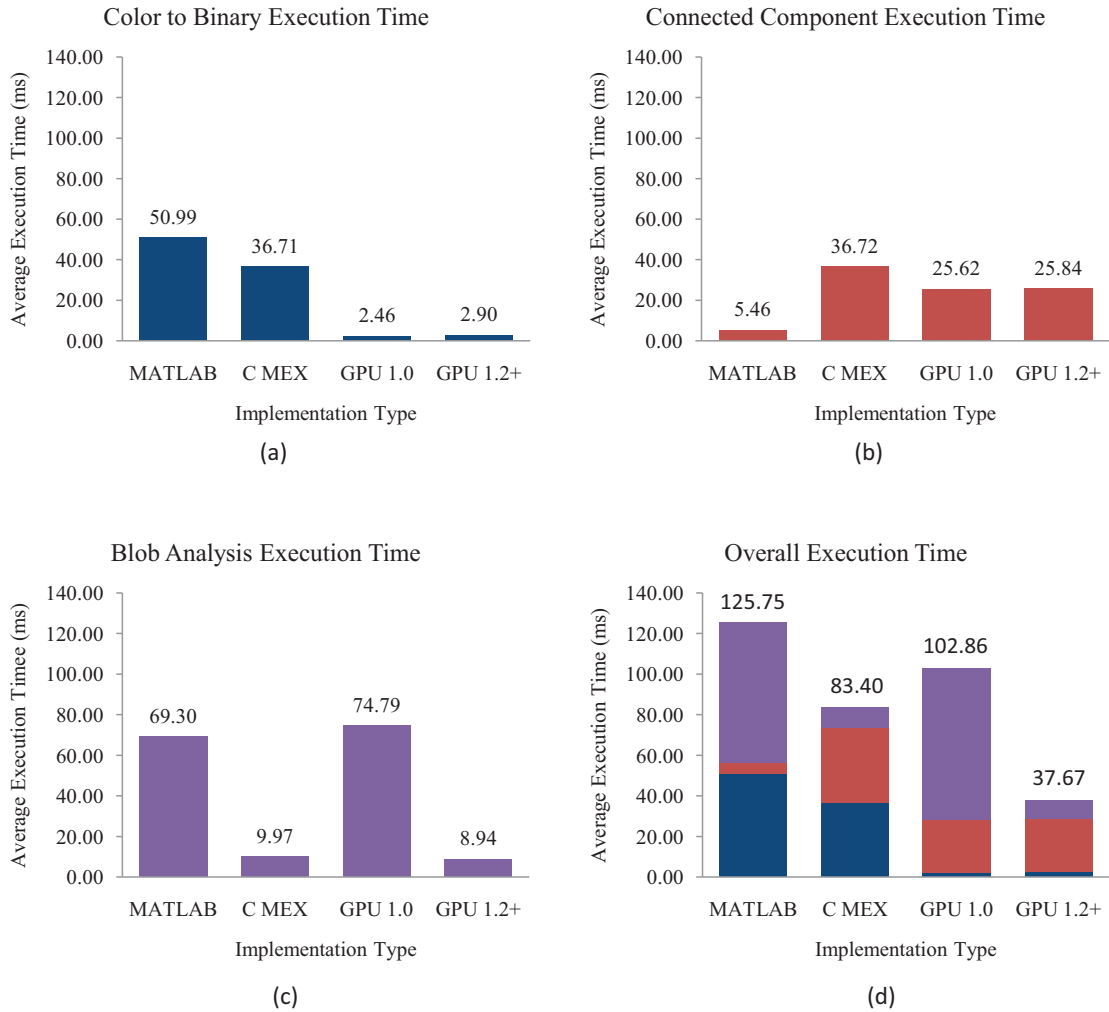 Color to Binary Execution Time
Average Execution Time (ms)
140.00
120.00
100.00
80.00
60.00
40.00
20.00
0.00
50.99
36.71
2.46
2.90
MATLAB C MEX GPU 1.0 GPU 1.2+
Implementation Type
(a)
Connected Component Execution Time
Average Execution Time (ms)
140.00
120.00
100.00
80.00
60.00
40.00
20.00
0.00
5.46
36.72
25.62
25.84
MATLAB C MEX GPU 1.0 GPU 1.2+
Implementation Type
(b)
Blob Analysis Execution Time
Average Execution Timee (ms)
140.00
120.00
100.00
80.00
60.00
40.00
20.00
0.00
69.30
9.97
74.79
8.94
MATLAB C MEX GPU 1.0 GPU 1.2+
Implementation Type
(c)
Overall Execution Time
Average Execution Time (ms)
140.00
120.00
100.00
80.00
60.00
40.00
20.00
0.00
125.75
83.40
102.86
37.67
MATLAB C MEX GPU 1.0 GPU 1.2+
Implementation Type
(d)